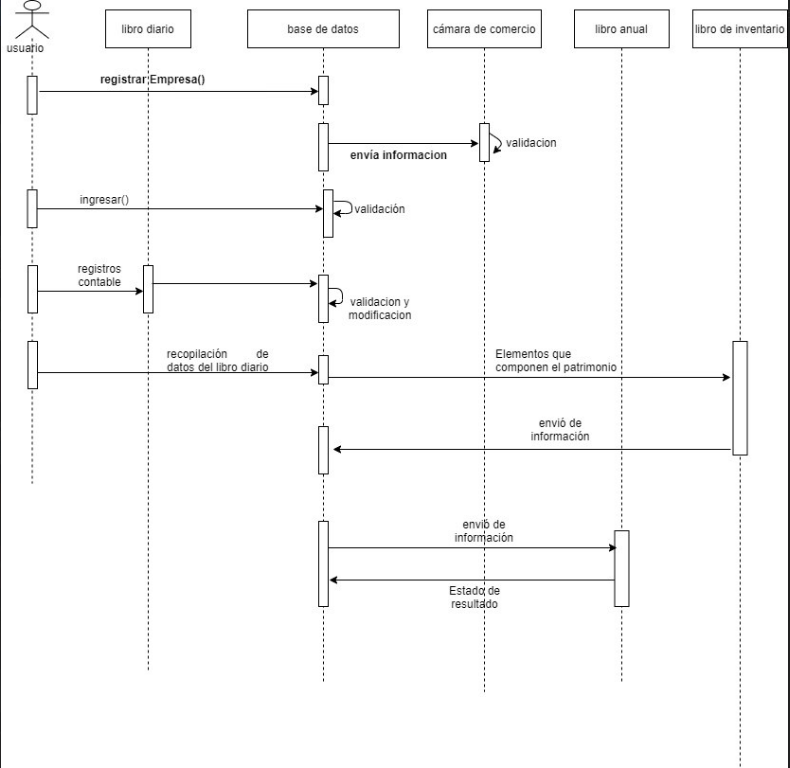 usuario
libro diario
base de datos
cámara de comercio
libro anual
libro de inventario
registrar Empresa()
envía informacion
validacion
ingresar()
validación
registros
contable
validacion y
modificacion
recopilación de
datos del libro diario
Elementos que
componen el patrimonio
envió de
información
envió de
información
Estado de
resultado